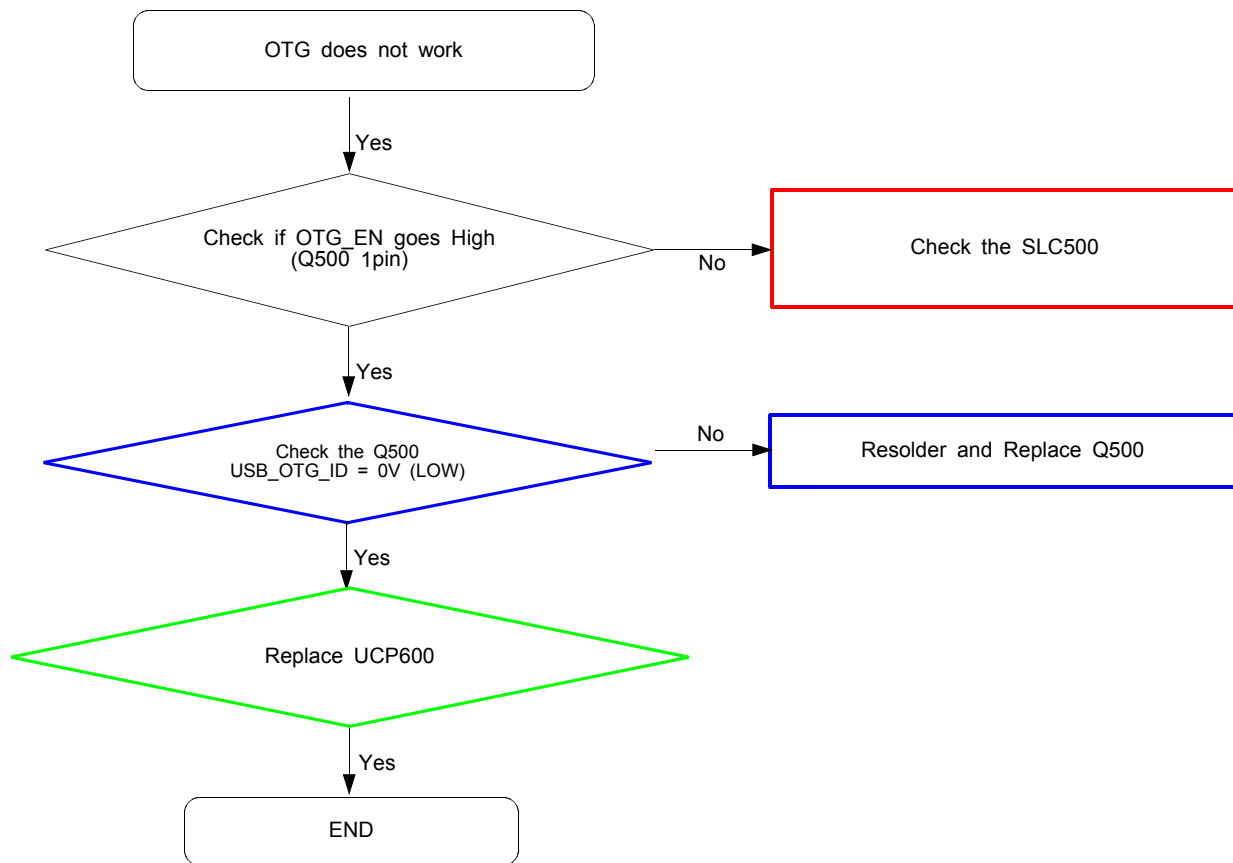 OTG does not work
Yes
Check if OTG_EN goes High
(Q500 1pin)
No
Check the SLC500
Yes
Check the Q500
USB_OTG_ID = 0V (LOW)
No
Resolder and Replace Q500
Yes
Replace UCP600
Yes
END